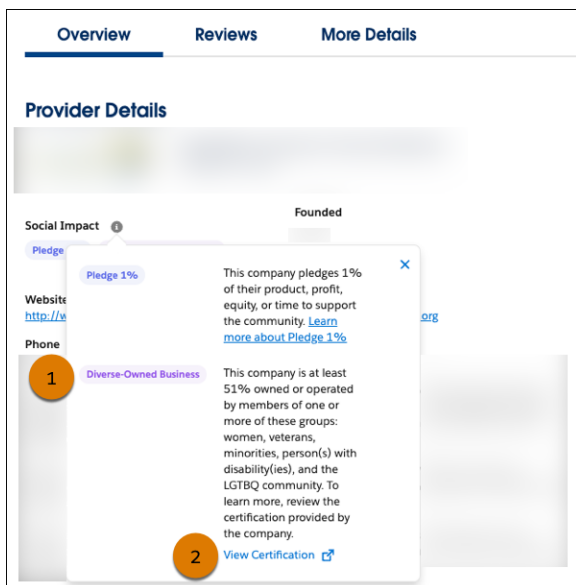 Overview Reviews More Details
Provider Details
Social Impact
Founded
Pledge
Website
http://w
org
Phone
Pledge 1%
This company pledges 1%
of their product, profit,
equity, or time to support
the community. Learn
more about Pledge 1%
1
Diverse-Owned Business
This company is at least
51% owned or operated
by members of one or
more of these groups:
women, veterans,
minorities, person(s) with
disability(ies), and the
LGTBQ community. To
learn more, review the
certification provided by
the company.
2
View Certification